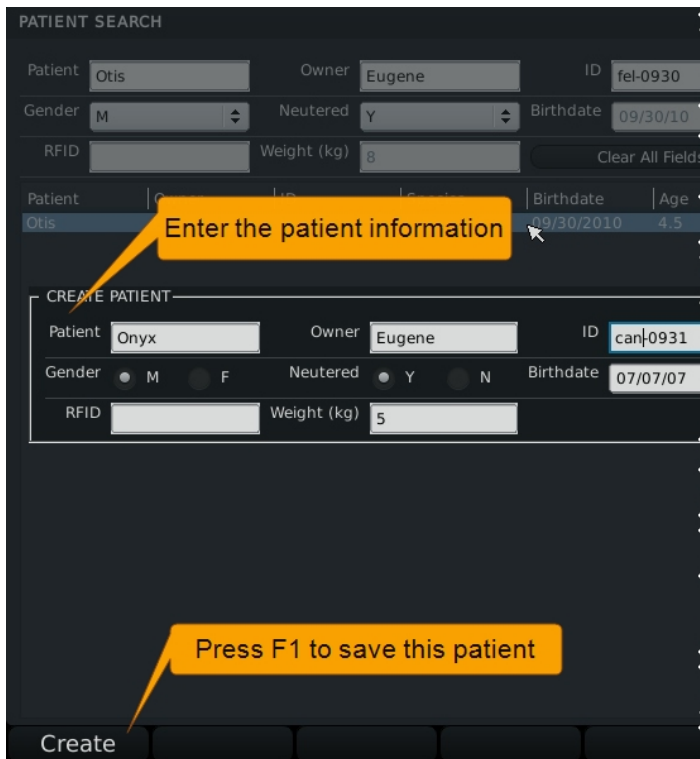 PATIENT SEARCH
Patient Otis Owner Eugene ID fel-0930
Gender M Neutered Y Birthdate 09/30/10
RFID Weight (kg) 8 Clear All Fields
Patient Birthdate Age
Otis 09/30/2010 4.5
Enter the patient information
CREATE PATIENT
Patient Onyx Owner Eugene ID can-0931
Gender M F Neutered Y N Birthdate 07/07/07
RFID Weight (kg) 5
Press F1 to save this patient
Create